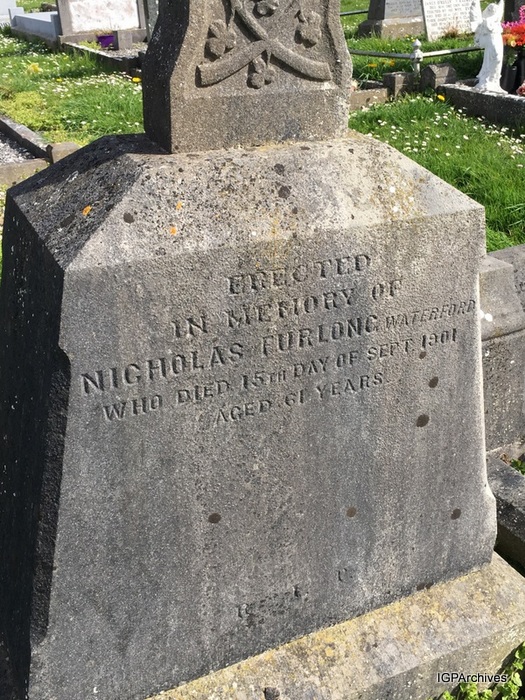 ERECTED
IN MEMORY OF
NICHOLAS FURLONG WATERFORD
WHO DIED 15TH DAY OF SEPT. 1901
AGED 61 YEARS
IGPArchives